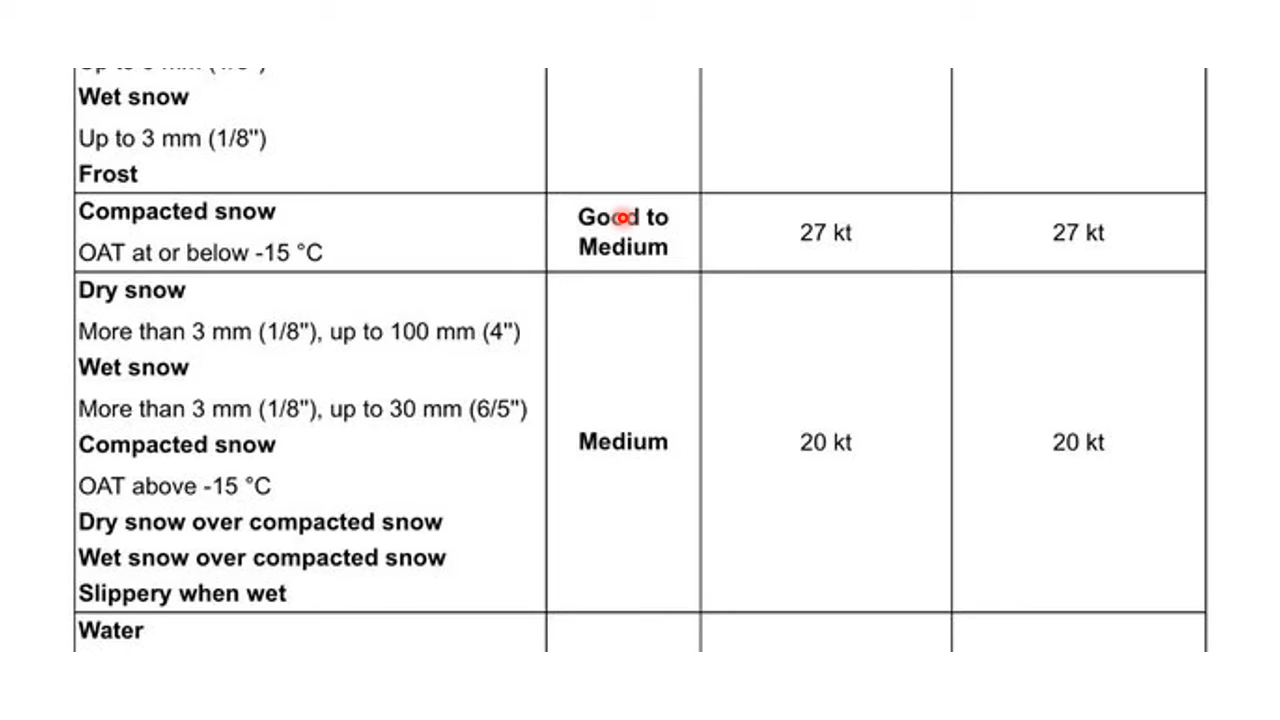 Wet snow
Up to 3 mm (1/8")
Frost
Compacted snow
OAT at or below -15 °C
Good to
Medium
27 kt
27 kt
Dry snow
More than 3 mm (1/8"), up to 100 mm (4")
Wet snow
More than 3 mm (1/8"), up to 30 mm (6/5")
Compacted snow
OAT above -15 °C
Dry snow over compacted snow
Wet snow over compacted snow
Slippery when wet
Medium
20 kt
20 kt
Water